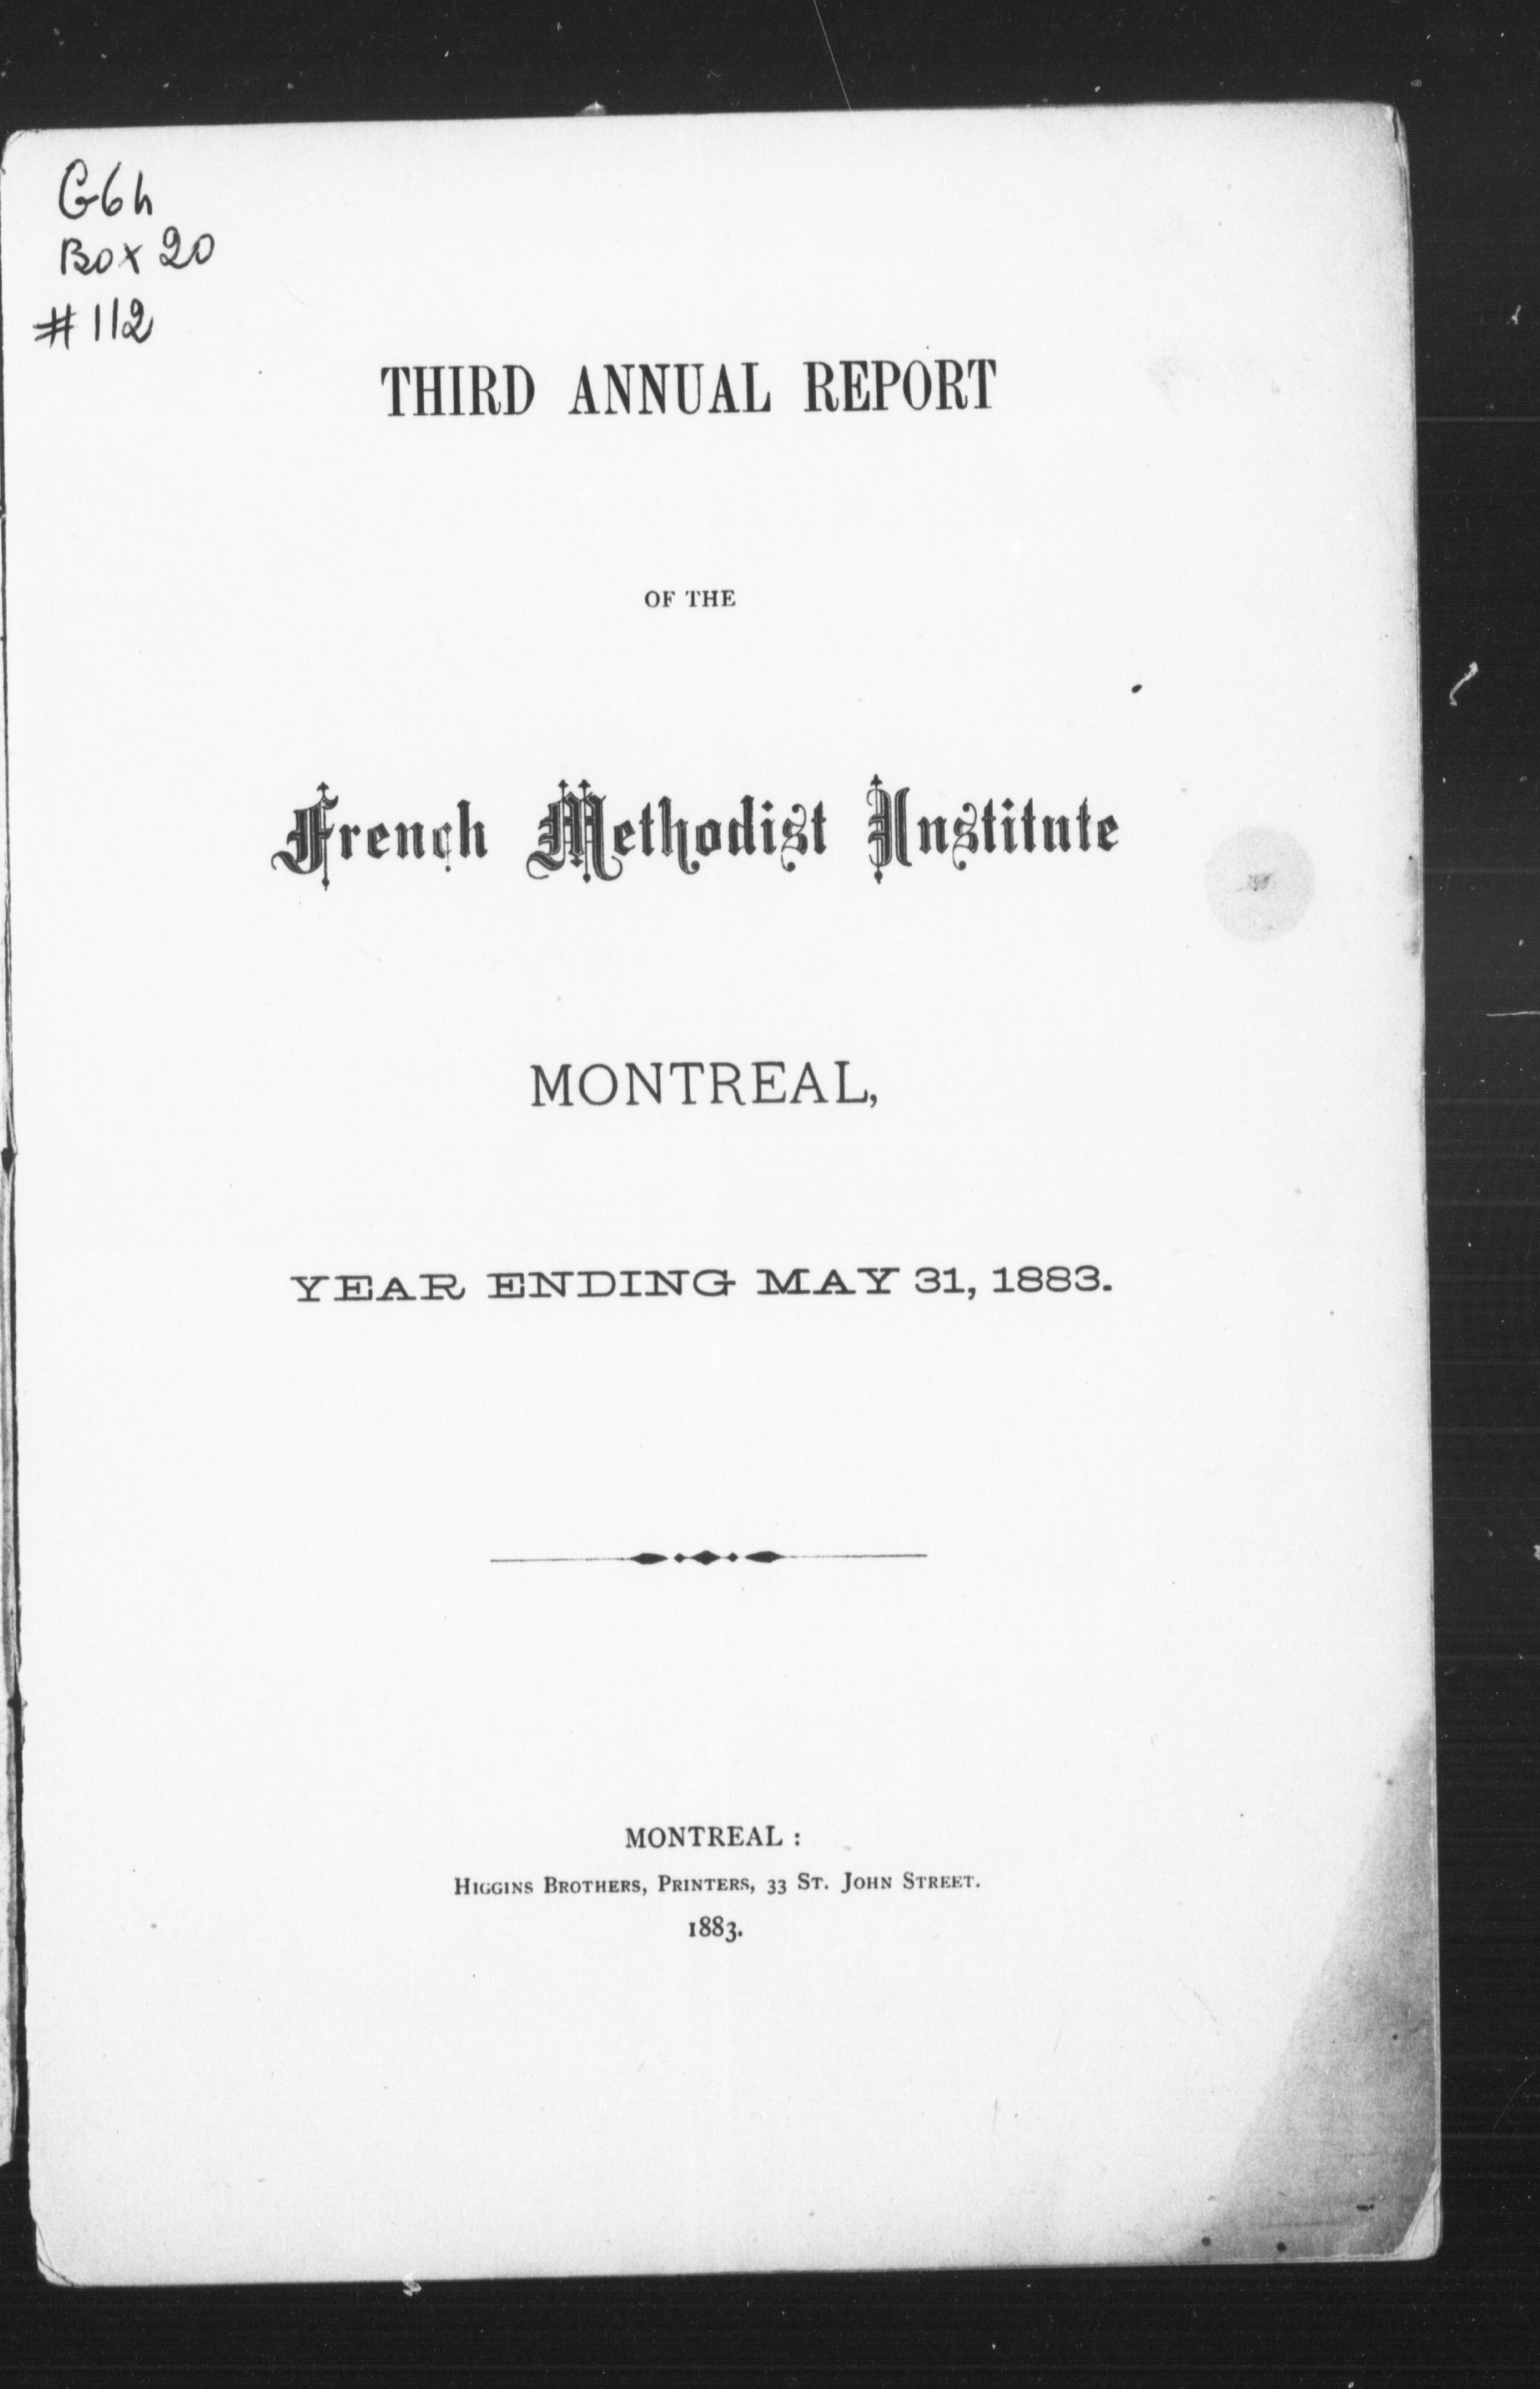 G6h
Box 20
#112
THIRD ANNUAL REPORT
OF THE
French Methodist Institute
MONTREAL,
YEAR ENDING MAY 31, 1883.
MONTREAL :
HIGGINS BROTHERS, PRINTERS, 33 ST. JOHN STREET.
1883.